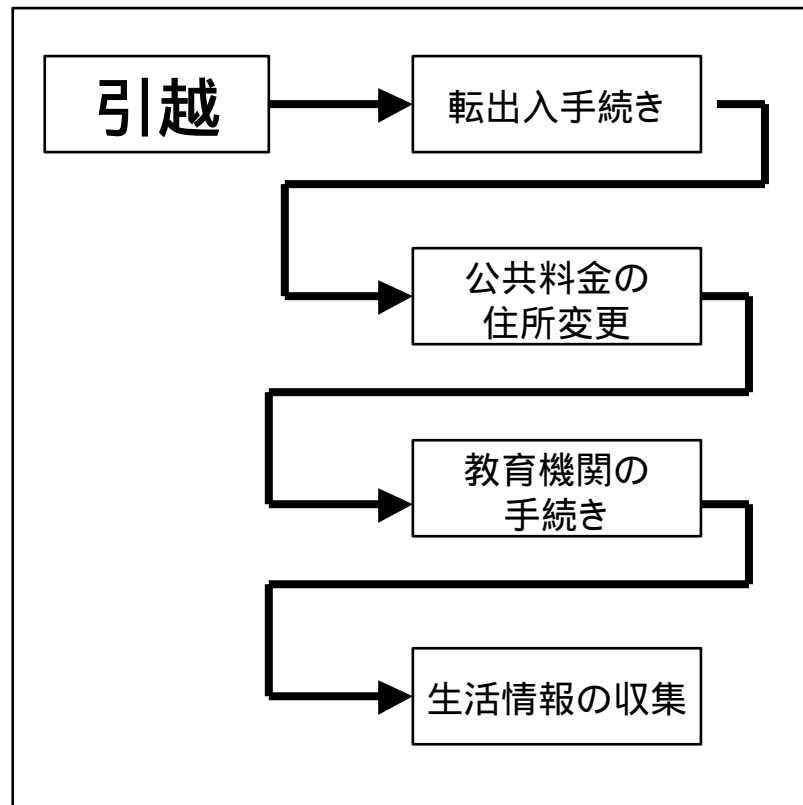 引越
転出入手続き
公共料金の
住所変更
教育機関の
手続き
生活情報の収集